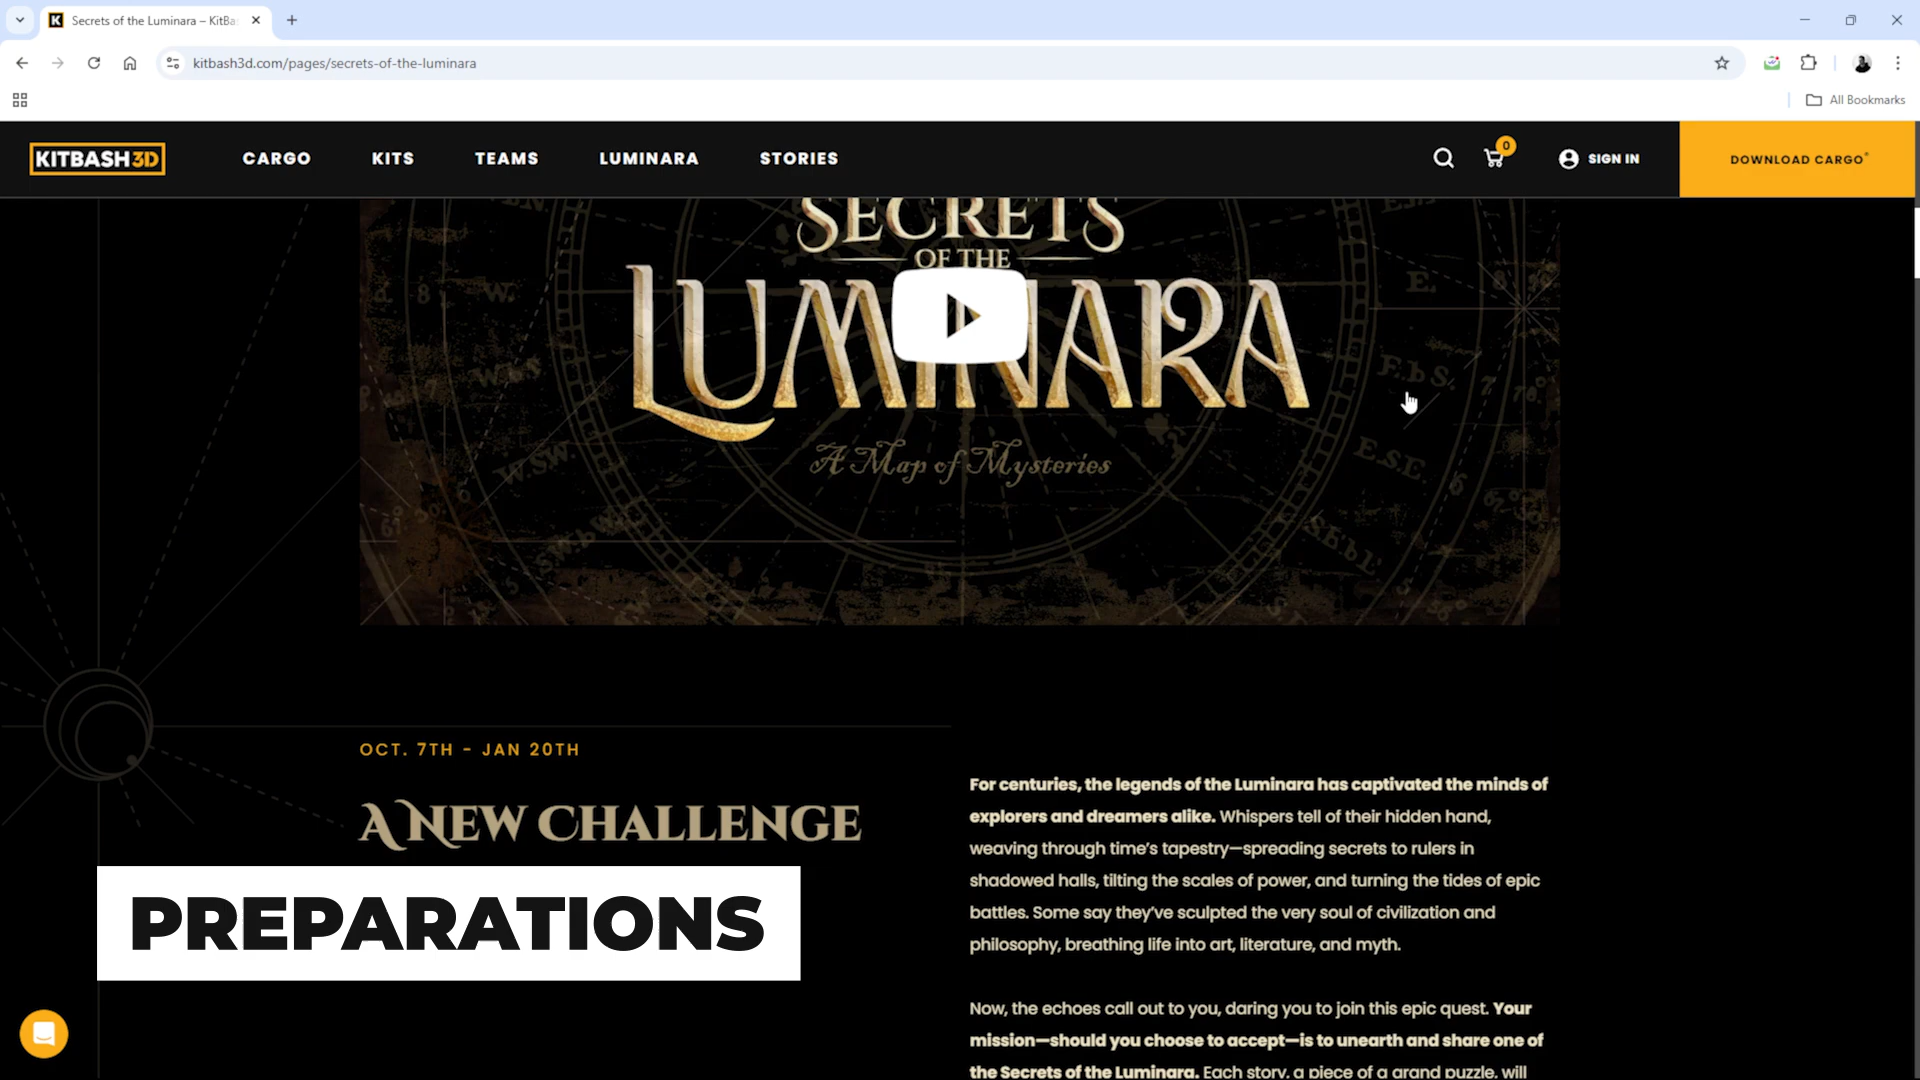 Secrets of the Luminara – KitBa
kitbash3d.com/pages/secrets-of-the-luminara
All Bookmarks
KITBASH3D
CARGO
KITS
TEAMS
LUMINARA
STORIES
0
SIGN IN
DOWNLOAD CARGO®
SECRETS
OF THE
LUMINARA
A Map of Mysteries
OCT. 7TH - JAN 20TH
A NEW CHALLENGE
For centuries, the legends of the Luminara has captivated the minds of
explorers and dreamers alike. Whispers tell of their hidden hand,
weaving through time's tapestry—spreading secrets to rulers in
shadowed halls, tilting the scales of power, and turning the tides of epic
battles. Some say they've sculpted the very soul of civilization and
philosophy, breathing life into art, literature, and myth.
Now, the echoes call out to you, daring you to join this epic quest. Your
mission—should you choose to accept—is to unearth and share one of
the Secrets of the Luminara. Each story, a piece of a grand puzzle, will
PREPARATIONS